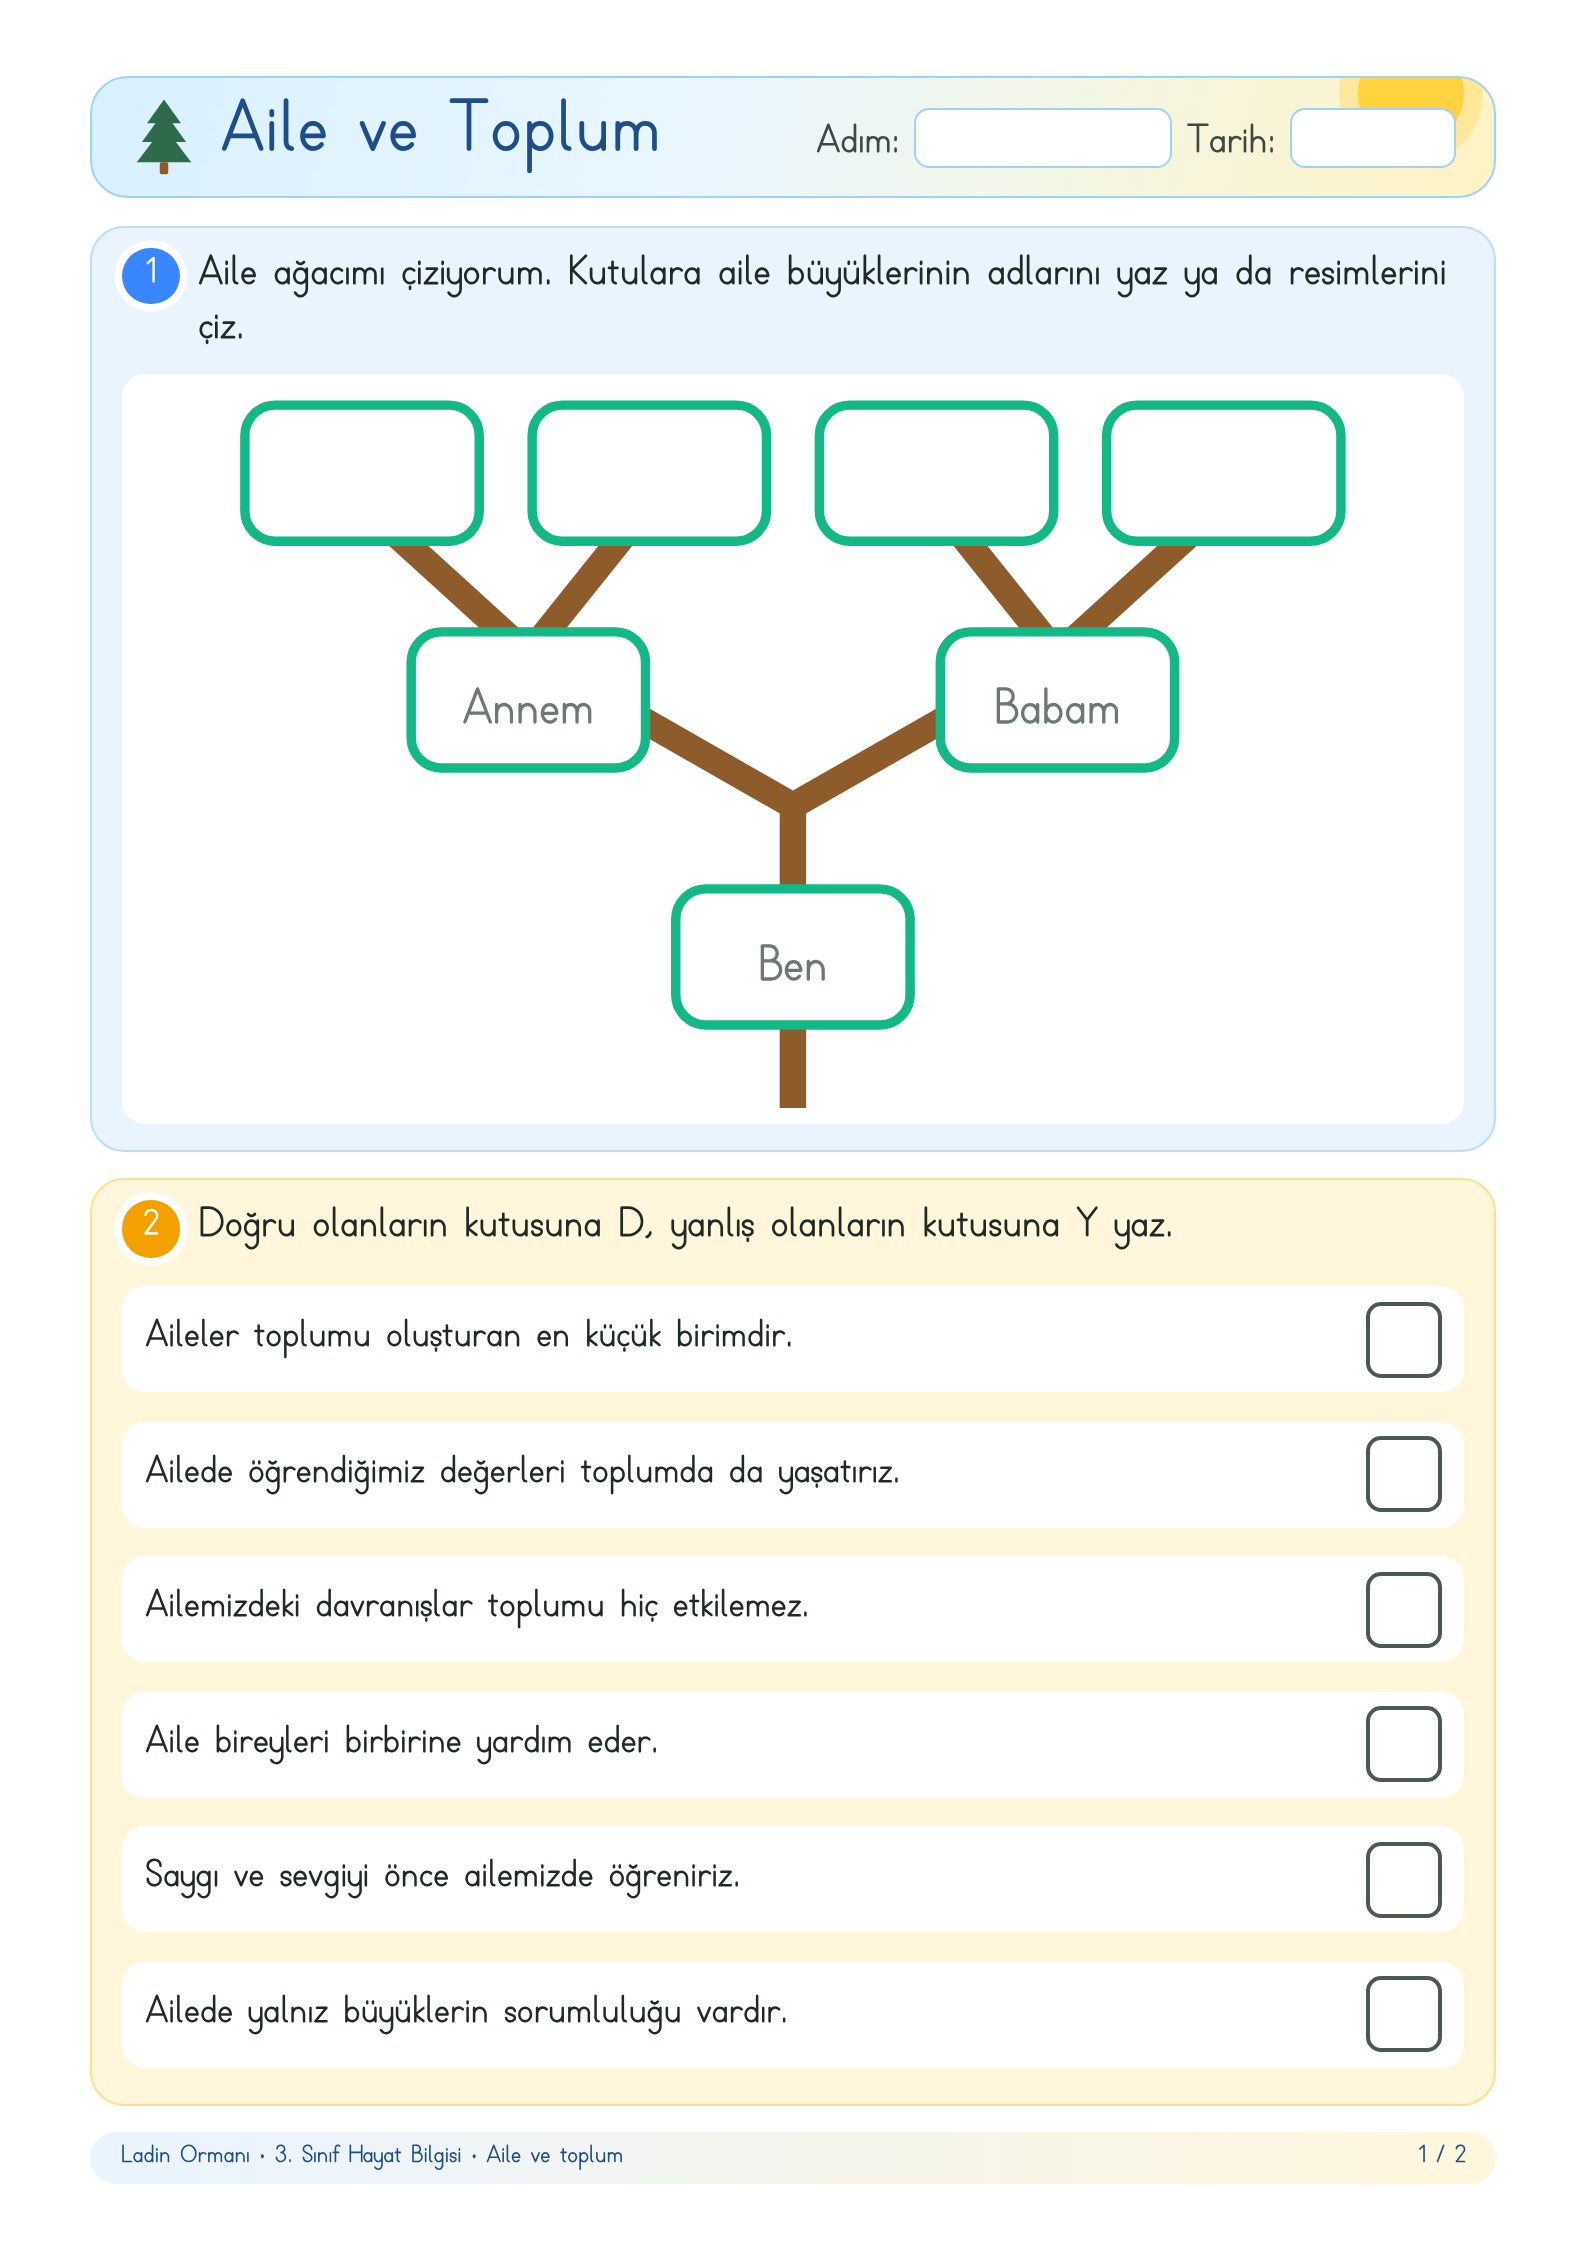 Aile ve Toplum
Adım:
Tarih:
1
Aile ağacımı çiziyorum. Kutulara aile büyüklerinin adlarını yaz ya da resimlerini
çiz.
Annem
Babam
Ben
2
Doğru olanların kutusuna D, yanlış olanların kutusuna Y yaz.
Aileler toplumu oluşturan en küçük birimdir.
Ailede öğrendiğimiz değerleri toplumda da yaşatırız.
Ailemizdeki davranışlar toplumu hiç etkilemez.
Aile bireyleri birbirine yardım eder.
Saygı ve sevgiyi önce ailemizde öğreniriz.
Ailede yalnız büyüklerin sorumluluğu vardır.
Ladin Ormanı • 3. Sınıf Hayat Bilgisi • Aile ve toplum
1 / 2